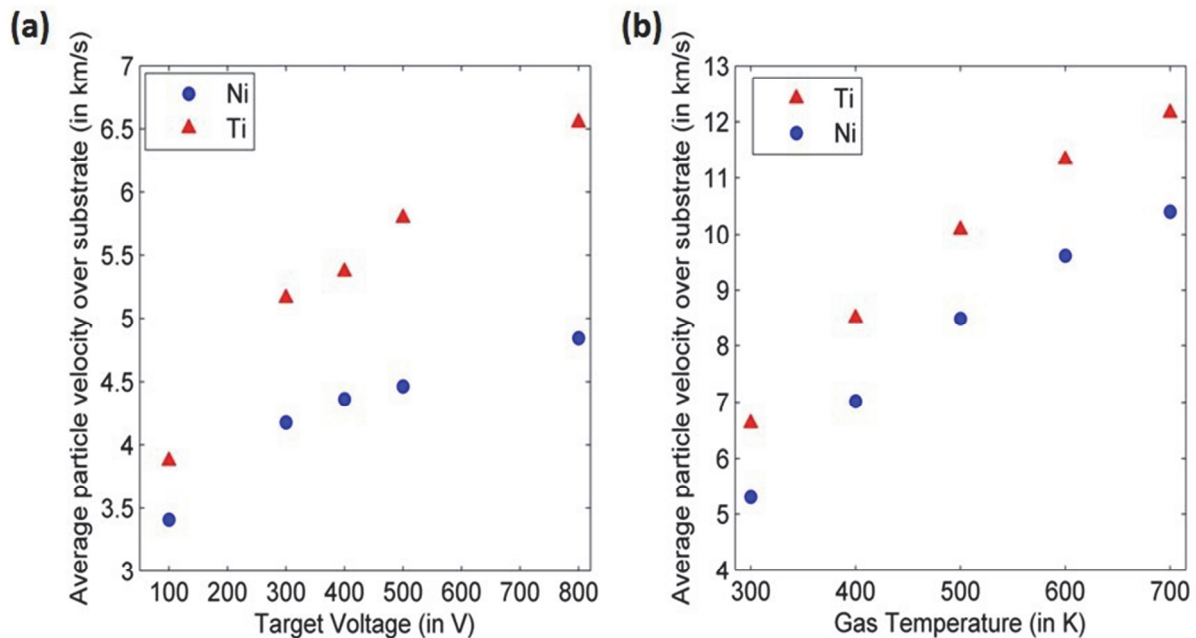 (a)
Average particle velocity over substrate (in km/s)
7
6.5
6
5.5
5
4.5
4
3.5
3
Ni
Ti
100 200 300 400 500 600 700 800
Target Voltage (in V)
(b)
Average particle velocity over substrate (in km/s)
13
12
11
10
9
8
7
6
5
4
Ti
Ni
300 400 500 600 700
Gas Temperature (in K)